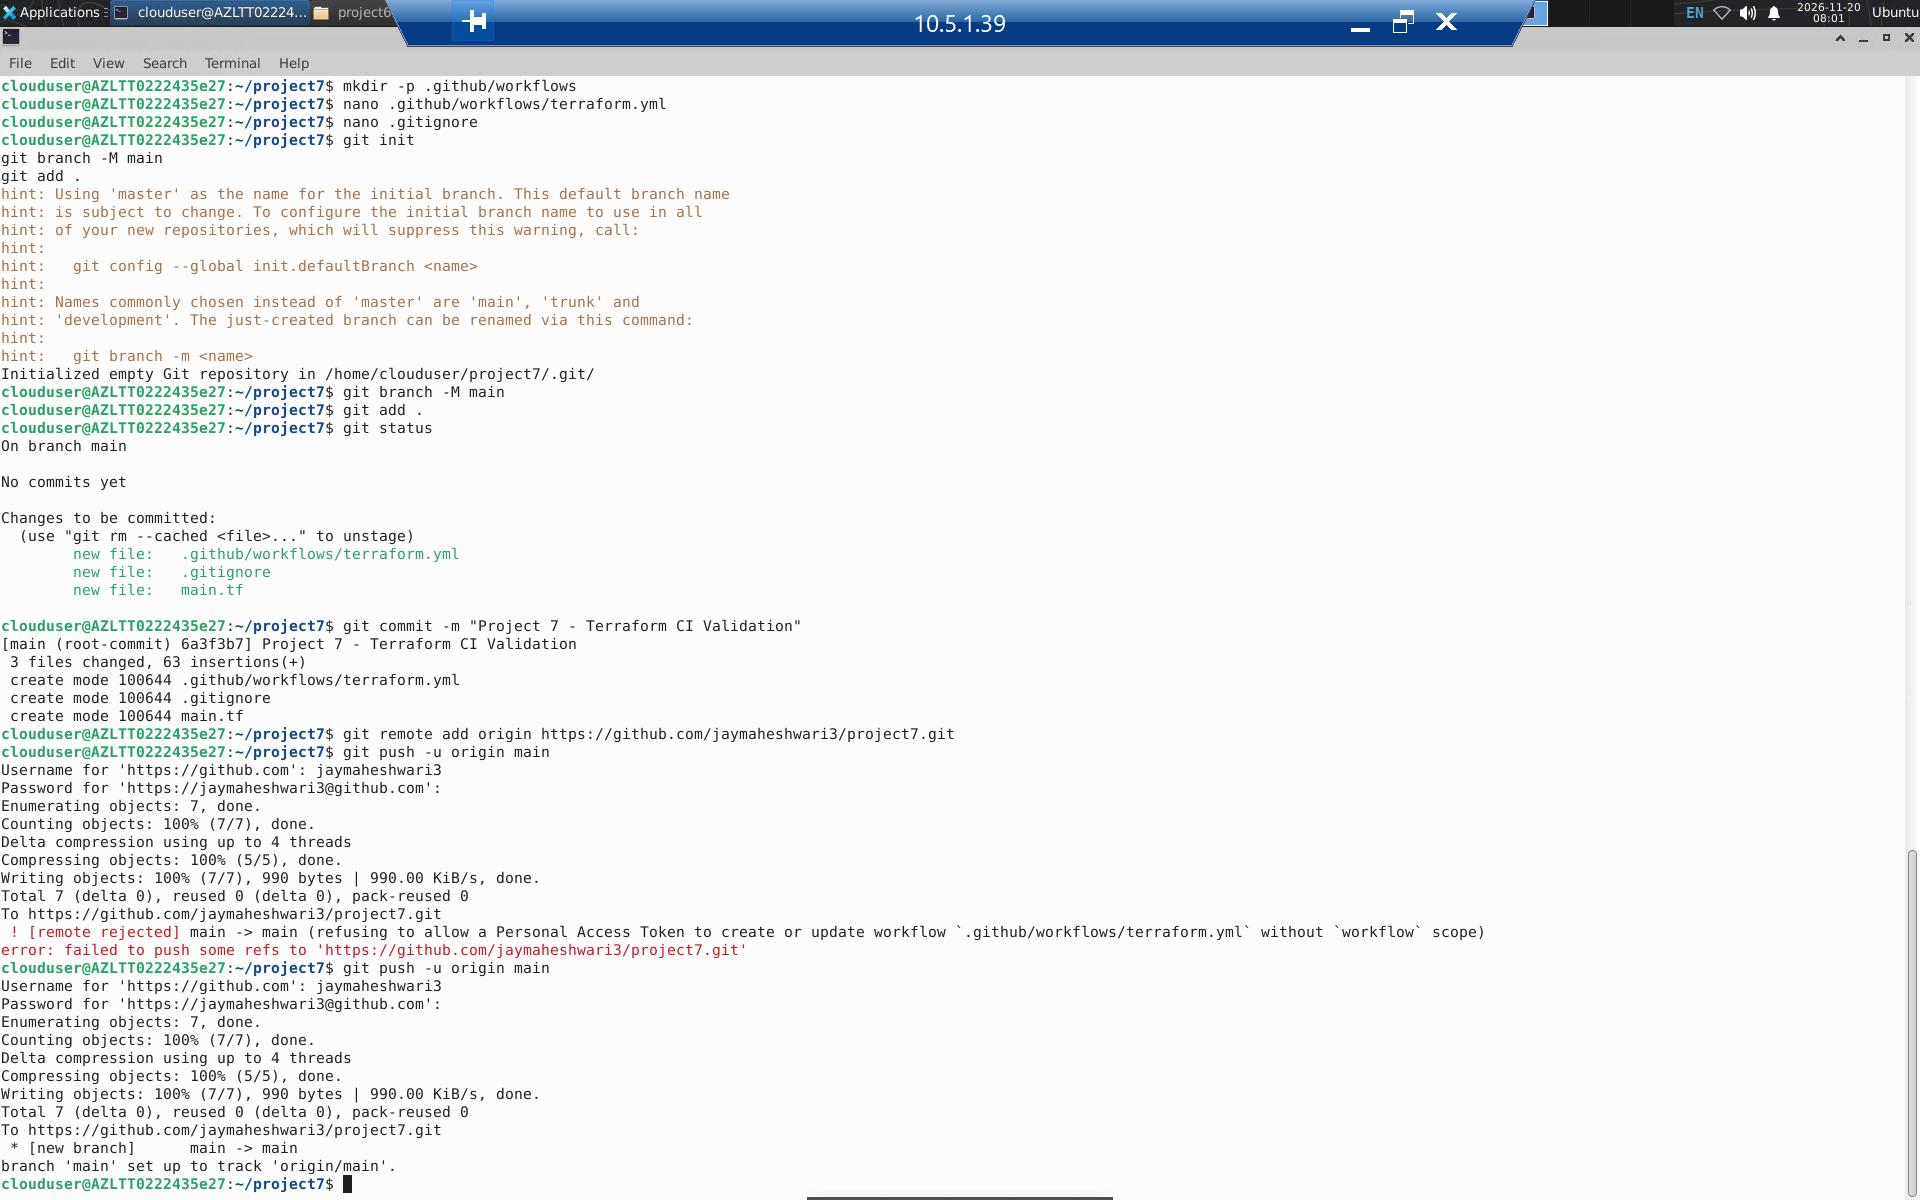 Applications
clouduser@AZLTT02224...
project6
10.5.1.39
EN
2026-11-20
08:01
Ubuntu
File Edit View Search Terminal Help
clouduser@AZLTT0222435e27:~/project7$ mkdir -p .github/workflows
clouduser@AZLTT0222435e27:~/project7$ nano .github/workflows/terraform.yml
clouduser@AZLTT0222435e27:~/project7$ nano .gitignore
clouduser@AZLTT0222435e27:~/project7$ git init
git branch -M main
git add .
hint: Using 'master' as the name for the initial branch. This default branch name
hint: is subject to change. To configure the initial branch name to use in all
hint: of your new repositories, which will suppress this warning, call:
hint:
hint:   git config --global init.defaultBranch <name>
hint:
hint: Names commonly chosen instead of 'master' are 'main', 'trunk' and
hint: 'development'. The just-created branch can be renamed via this command:
hint:
hint:   git branch -m <name>
Initialized empty Git repository in /home/clouduser/project7/.git/
clouduser@AZLTT0222435e27:~/project7$ git branch -M main
clouduser@AZLTT0222435e27:~/project7$ git add .
clouduser@AZLTT0222435e27:~/project7$ git status
On branch main
No commits yet
Changes to be committed:
  (use "git rm --cached <file>..." to unstage)
        new file:   .github/workflows/terraform.yml
        new file:   .gitignore
        new file:   main.tf
clouduser@AZLTT0222435e27:~/project7$ git commit -m "Project 7 - Terraform CI Validation"
[main (root-commit) 6a3f3b7] Project 7 - Terraform CI Validation
 3 files changed, 63 insertions(+)
 create mode 100644 .github/workflows/terraform.yml
 create mode 100644 .gitignore
 create mode 100644 main.tf
clouduser@AZLTT0222435e27:~/project7$ git remote add origin https://github.com/jaymaheshwari3/project7.git
clouduser@AZLTT0222435e27:~/project7$ git push -u origin main
Username for 'https://github.com': jaymaheshwari3
Password for 'https://jaymaheshwari3@github.com':
Enumerating objects: 7, done.
Counting objects: 100% (7/7), done.
Delta compression using up to 4 threads
Compressing objects: 100% (5/5), done.
Writing objects: 100% (7/7), 990 bytes | 990.00 KiB/s, done.
Total 7 (delta 0), reused 0 (delta 0), pack-reused 0
To https://github.com/jaymaheshwari3/project7.git
 ! [remote rejected] main -> main (refusing to allow a Personal Access Token to create or update workflow `.github/workflows/terraform.yml` without `workflow` scope)
error: failed to push some refs to 'https://github.com/jaymaheshwari3/project7.git'
clouduser@AZLTT0222435e27:~/project7$ git push -u origin main
Username for 'https://github.com': jaymaheshwari3
Password for 'https://jaymaheshwari3@github.com':
Enumerating objects: 7, done.
Counting objects: 100% (7/7), done.
Delta compression using up to 4 threads
Compressing objects: 100% (5/5), done.
Writing objects: 100% (7/7), 990 bytes | 990.00 KiB/s, done.
Total 7 (delta 0), reused 0 (delta 0), pack-reused 0
To https://github.com/jaymaheshwari3/project7.git
 * [new branch]      main -> main
branch 'main' set up to track 'origin/main'.
clouduser@AZLTT0222435e27:~/project7$